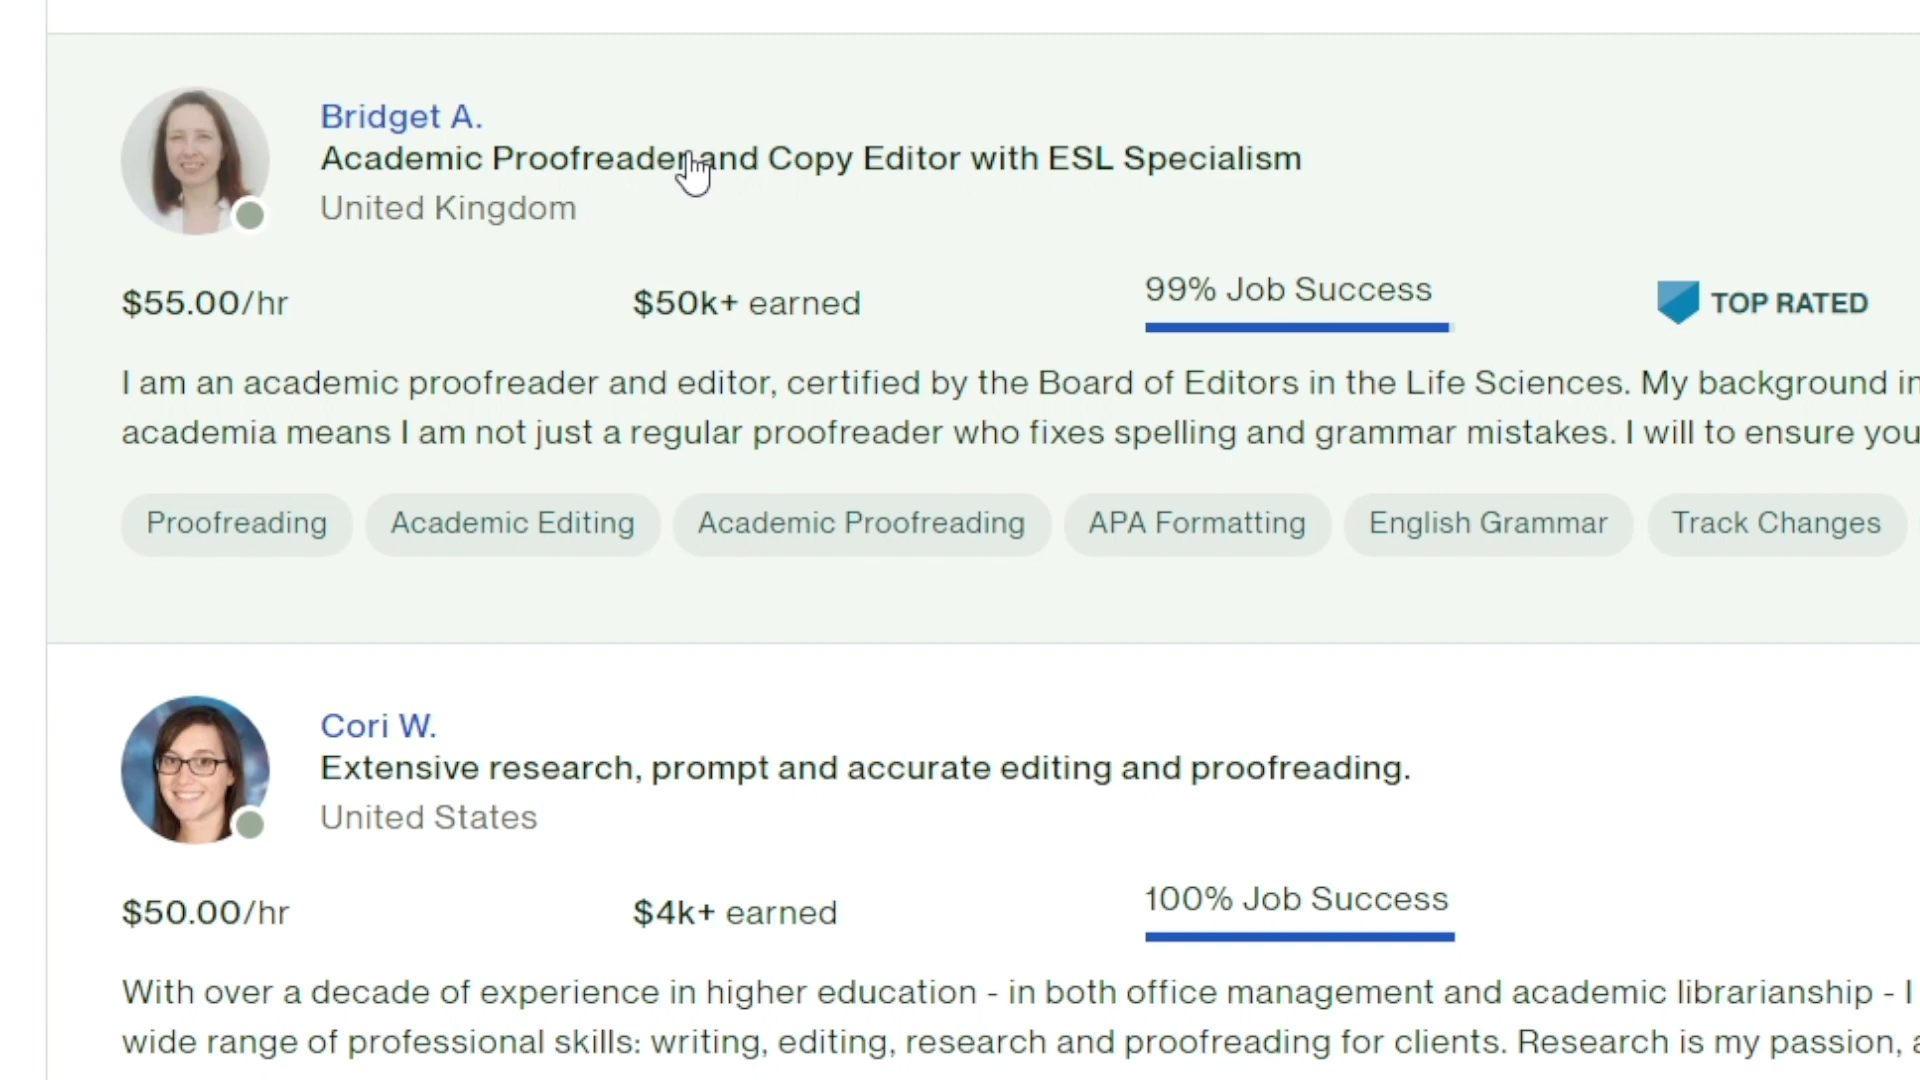 Bridget A.
Academic Proofreader and Copy Editor with ESL Specialism
United Kingdom
$55.00/hr $50k+ earned 99% Job Success TOP RATED
I am an academic proofreader and editor, certified by the Board of Editors in the Life Sciences. My background in
academia means I am not just a regular proofreader who fixes spelling and grammar mistakes. I will to ensure you
Proofreading Academic Editing Academic Proofreading APA Formatting English Grammar Track Changes
Cori W.
Extensive research, prompt and accurate editing and proofreading.
United States
$50.00/hr $4k+ earned 100% Job Success
With over a decade of experience in higher education - in both office management and academic librarianship - I
wide range of professional skills: writing, editing, research and proofreading for clients. Research is my passion,